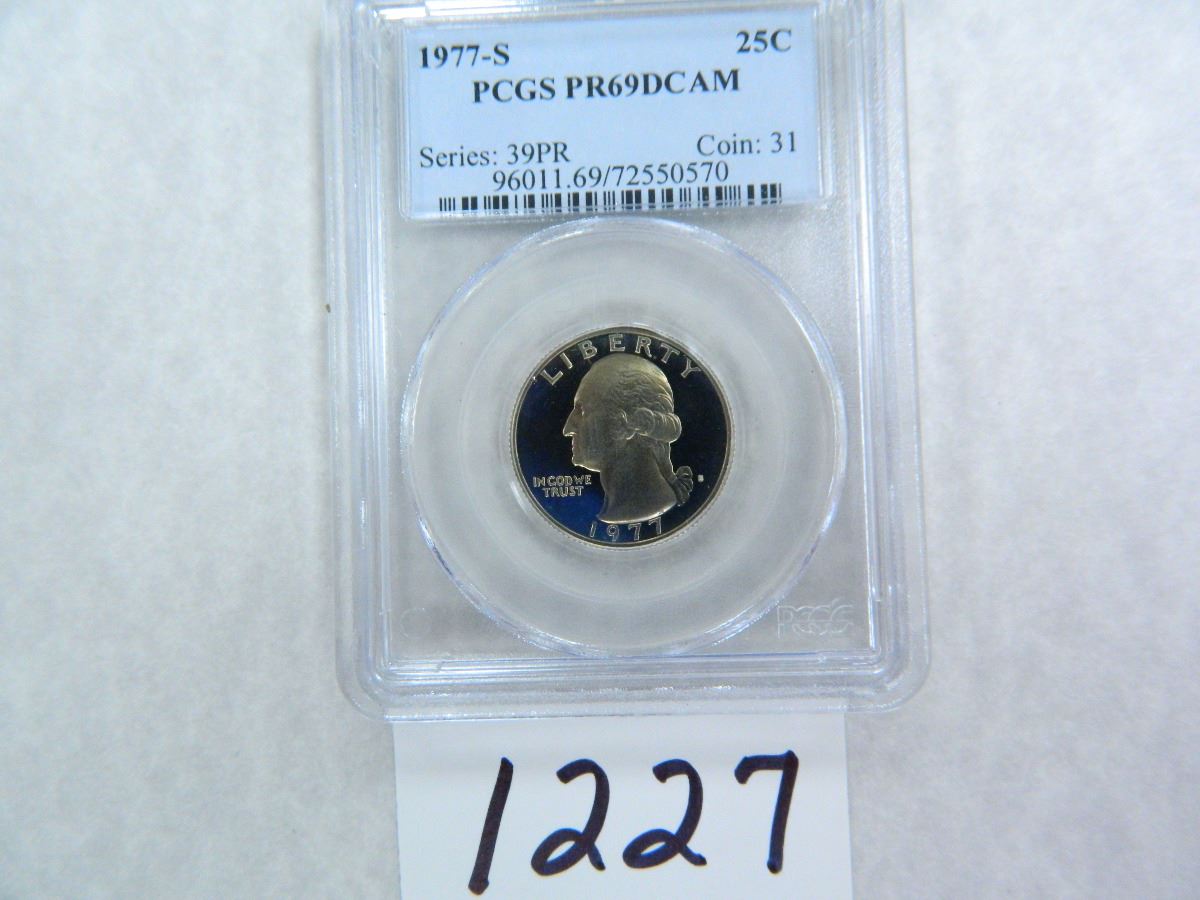 1977-S 25C
PCGS PR69DCAM
Series: 39PR Coin: 31
96011.69/72550570
LIBERTY
IN GOD WE
TRUST
S
1977
PCGS
1227